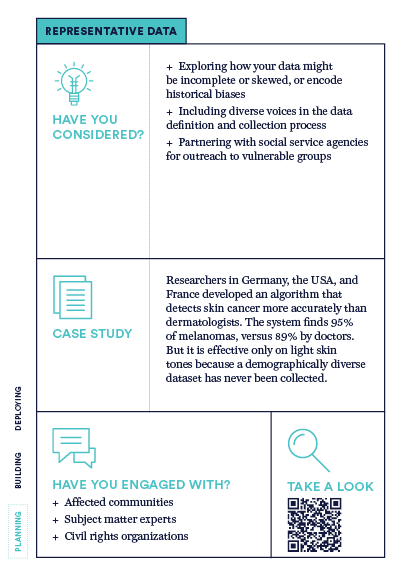 REPRESENTATIVE DATA
HAVE YOU
CONSIDERED?
+ Exploring how your data might
be incomplete or skewed, or encode
historical biases
+ Including diverse voices in the data
definition and collection process
+ Partnering with social service agencies
for outreach to vulnerable groups
CASE STUDY
Researchers in Germany, the USA, and
France developed an algorithm that
detects skin cancer more accurately than
dermatologists. The system finds 95%
of melanomas, versus 89% by doctors.
But it is effective only on light skin
tones because a demographically diverse
dataset has never been collected.
HAVE YOU ENGAGED WITH?
+ Affected communities
+ Subject matter experts
+ Civil rights organizations
TAKE A LOOK
DEPLOYING
BUILDING
PLANNING